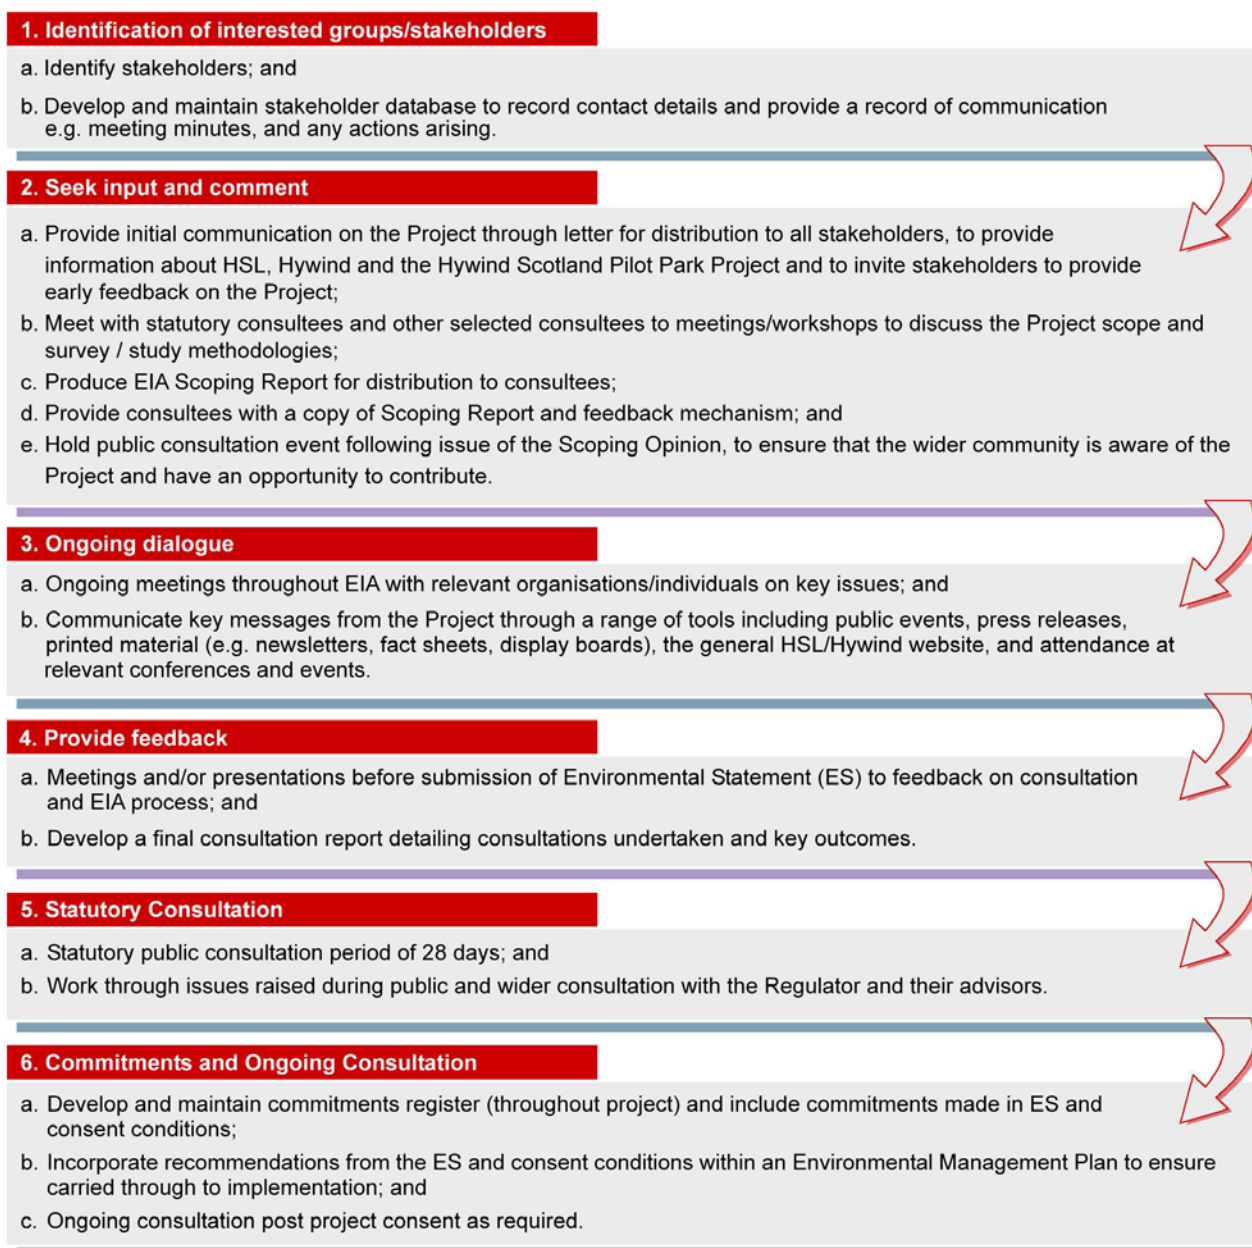 1. Identification of interested groups/stakeholders
a. Identify stakeholders; and
b. Develop and maintain stakeholder database to record contact details and provide a record of communication
e.g. meeting minutes, and any actions arising.
2. Seek input and comment
a. Provide initial communication on the Project through letter for distribution to all stakeholders, to provide
information about HSL, Hywind and the Hywind Scotland Pilot Park Project and to invite stakeholders to provide
early feedback on the Project;
b. Meet with statutory consultees and other selected consultees to meetings/workshops to discuss the Project scope and
survey / study methodologies;
c. Produce EIA Scoping Report for distribution to consultees;
d. Provide consultees with a copy of Scoping Report and feedback mechanism; and
e. Hold public consultation event following issue of the Scoping Opinion, to ensure that the wider community is aware of the
Project and have an opportunity to contribute.
3. Ongoing dialogue
a. Ongoing meetings throughout EIA with relevant organisations/individuals on key issues; and
b. Communicate key messages from the Project through a range of tools including public events, press releases,
printed material (e.g. newsletters, fact sheets, display boards), the general HSL/Hywind website, and attendance at
relevant conferences and events.
4. Provide feedback
a. Meetings and/or presentations before submission of Environmental Statement (ES) to feedback on consultation
and EIA process; and
b. Develop a final consultation report detailing consultations undertaken and key outcomes.
5. Statutory Consultation
a. Statutory public consultation period of 28 days; and
b. Work through issues raised during public and wider consultation with the Regulator and their advisors.
6. Commitments and Ongoing Consultation
a. Develop and maintain commitments register (throughout project) and include commitments made in ES and
consent conditions;
b. Incorporate recommendations from the ES and consent conditions within an Environmental Management Plan to ensure
carried through to implementation; and
c. Ongoing consultation post project consent as required.